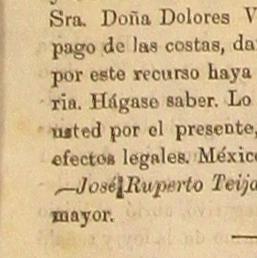 Sra. Doña Dolores V
pago de las costas, da
por este recurso haya
ria. Hágase saber. Lo
usted por el presente,
efectos legales. Méxic
—José Ruperto Teija
mayor.